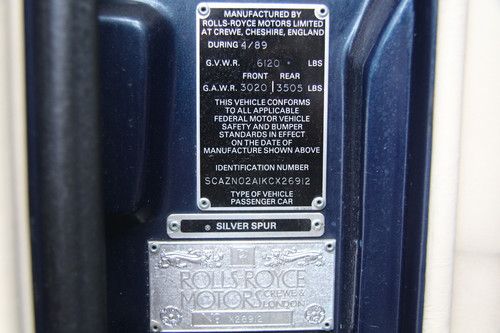 MANUFACTURED BY
ROLLS-ROYCE MOTORS LIMITED
AT CREWE, CHESHIRE, ENGLAND
DURING 4/89
G.V.W.R. 6120 LBS
FRONT REAR
G.A.W.R. 3020 3505 LBS
THIS VEHICLE CONFORMS
TO ALL APPLICABLE
FEDERAL MOTOR VEHICLE
SAFETY AND BUMPER
STANDARDS IN EFFECT
ON THE DATE OF
MANUFACTURE SHOWN ABOVE
IDENTIFICATION NUMBER
SCAZN02A1KCX26912
TYPE OF VEHICLE
PASSENGER CAR
® SILVER SPUR
ROLLS-ROYCE
MOTORS CREWE &
LONDON
X26912